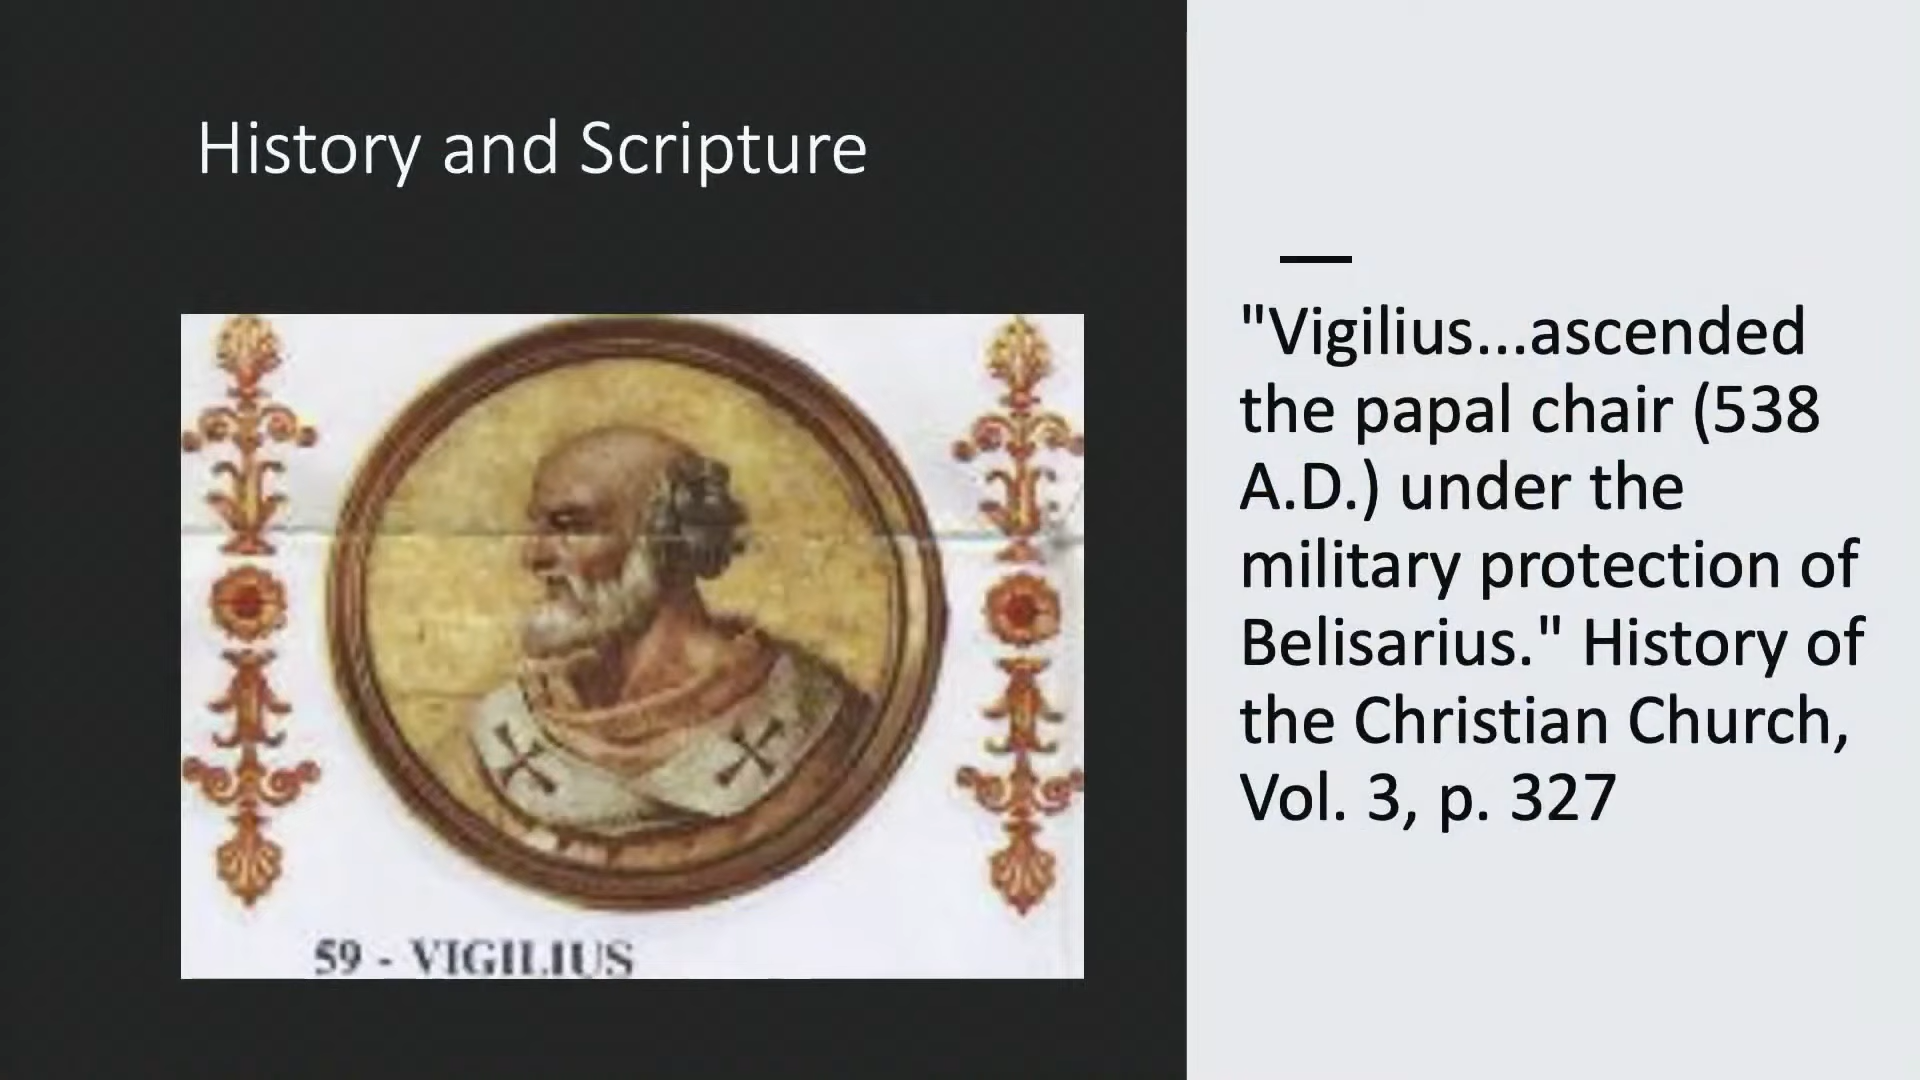 History and Scripture
59 - VIGILIUS
"Vigilius...ascended
the papal chair (538
A.D.) under the
military protection of
Belisarius." History of
the Christian Church,
Vol. 3, p. 327